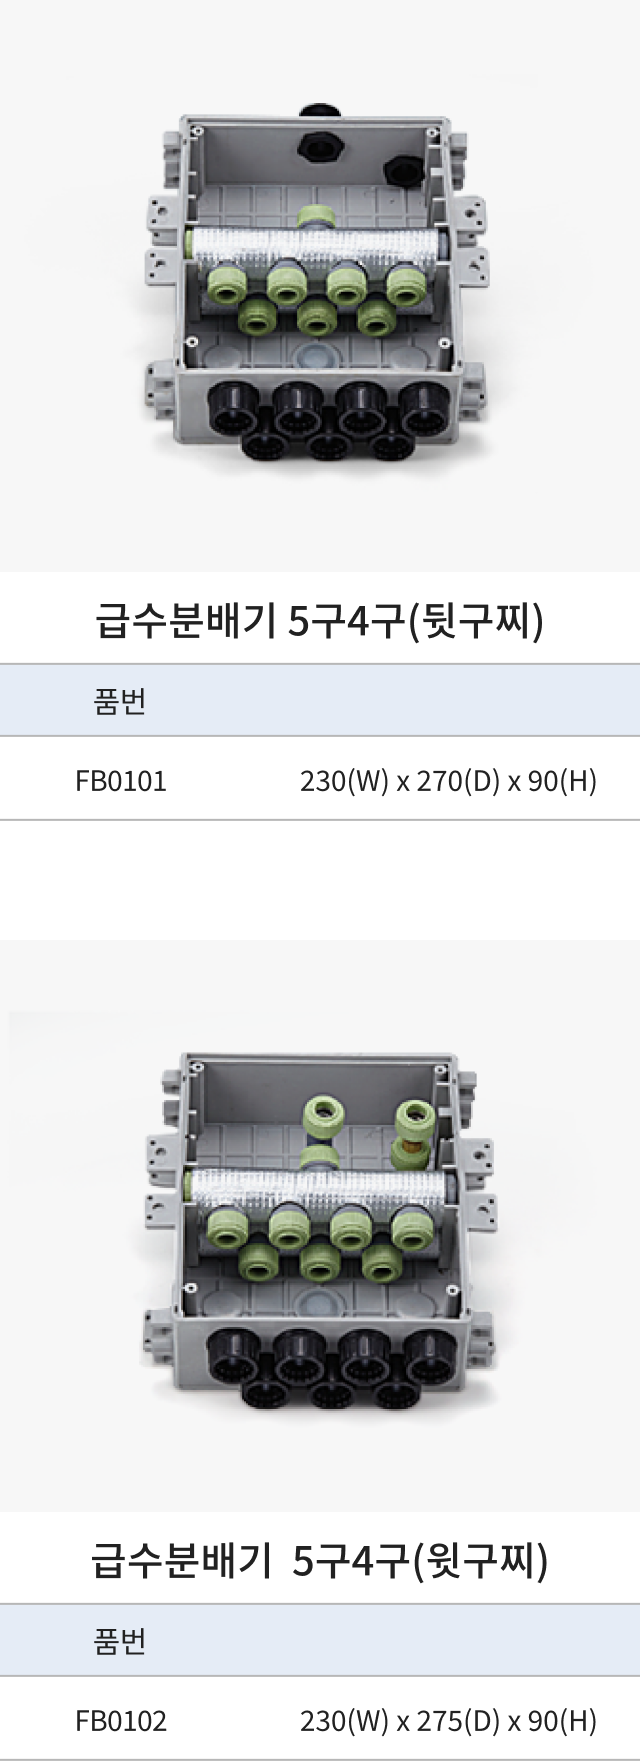 급수분배기 5구4구(뒷구찌)
품번
FB0101 230(W) x 270(D) x 90(H)
급수분배기 5구4구(윗구찌)
품번
FB0102 230(W) x 275(D) x 90(H)